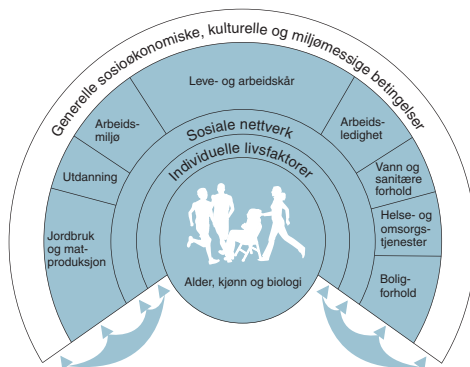 Generelle sosioøkonomiske, kulturelle og miljømessige betingelser
Leve- og arbeidskår
Arbeids-
miljø
Arbeids-
ledighet
Sosiale nettverk
Individuelle livsfaktorer
Utdanning
Vann og
sanitære
forhold
Jordbruk
og mat-
produksjon
Helse- og
omsorgs-
tjenester
Bolig-
forhold
Alder, kjønn og biologi